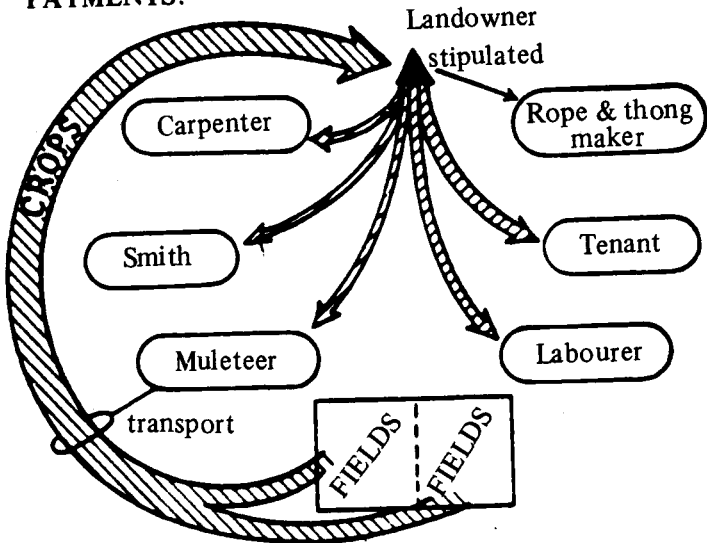 PAYMENTS:
Landowner
stipulated
Carpenter
Rope & thong
maker
CROPS
Smith
Tenant
Muleteer
Labourer
transport
FIELDS
FIELDS